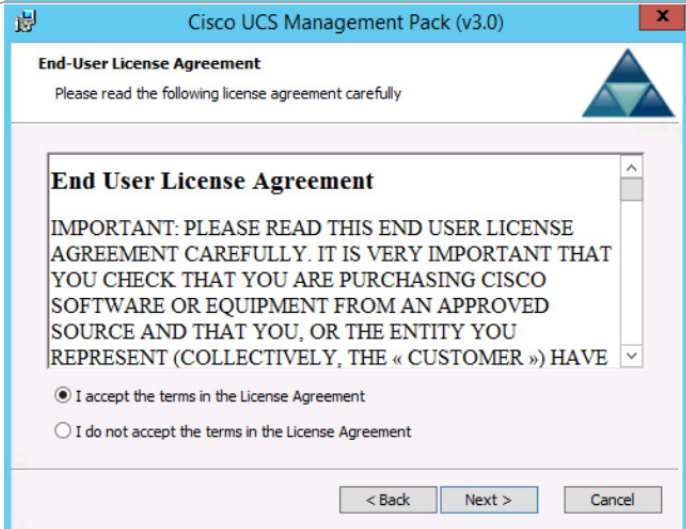 Cisco UCS Management Pack (v3.0)
x
End-User License Agreement
Please read the following license agreement carefully
End User License Agreement
IMPORTANT: PLEASE READ THIS END USER LICENSE
AGREEMENT CAREFULLY. IT IS VERY IMPORTANT THAT
YOU CHECK THAT YOU ARE PURCHASING CISCO
SOFTWARE OR EQUIPMENT FROM AN APPROVED
SOURCE AND THAT YOU, OR THE ENTITY YOU
REPRESENT (COLLECTIVELY, THE « CUSTOMER ») HAVE
I accept the terms in the License Agreement
I do not accept the terms in the License Agreement
< Back Next > Cancel